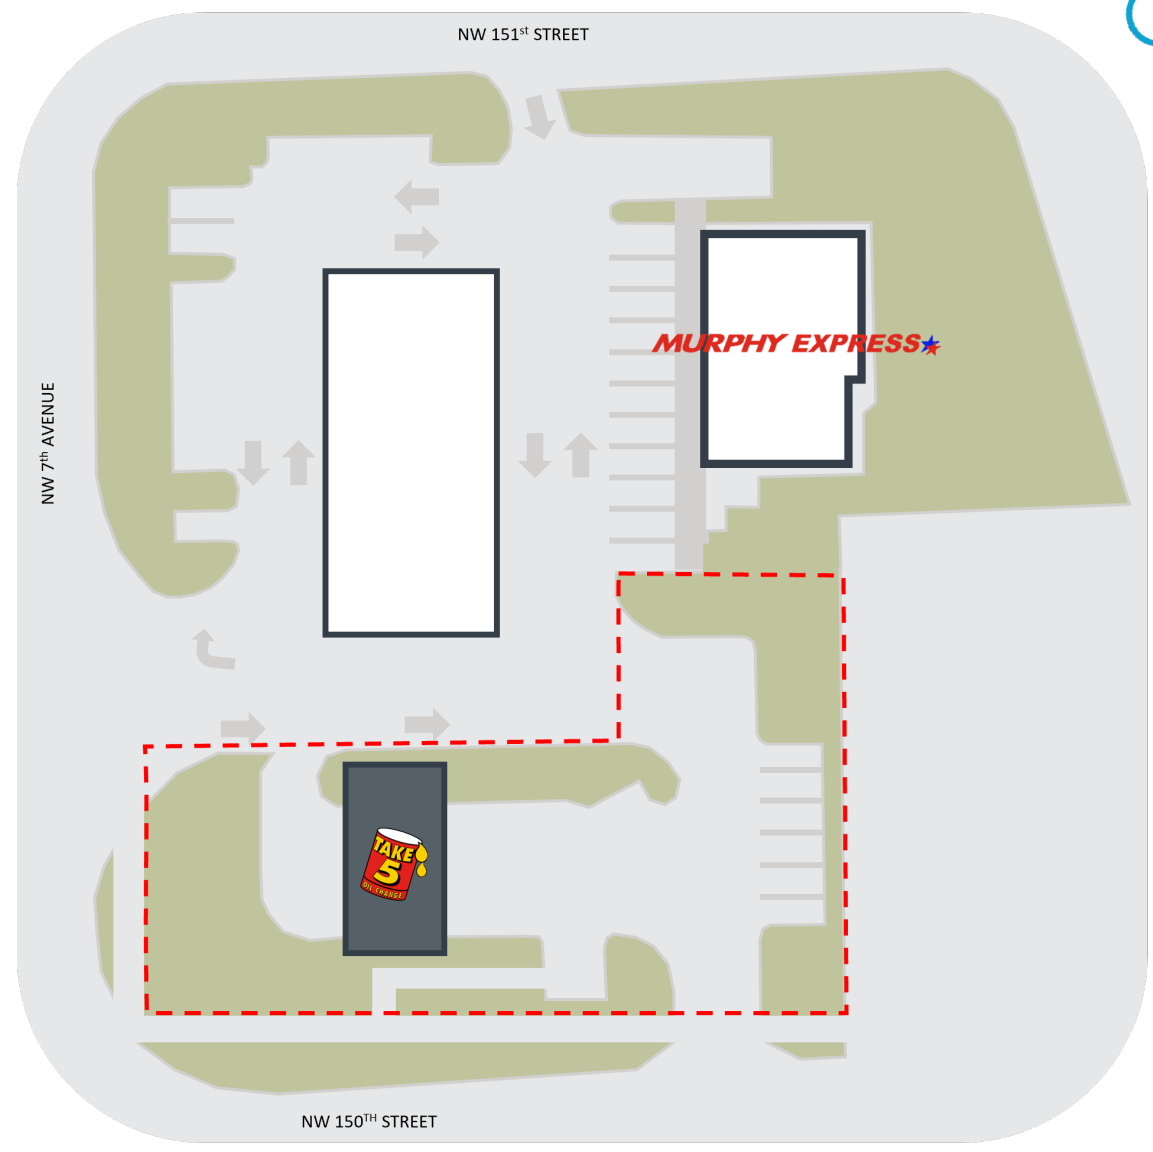 NW 151st STREET
MURPHY EXPRESS
NW 7th AVENUE
TAKE
5
OIL CHANGE
NW 150TH STREET